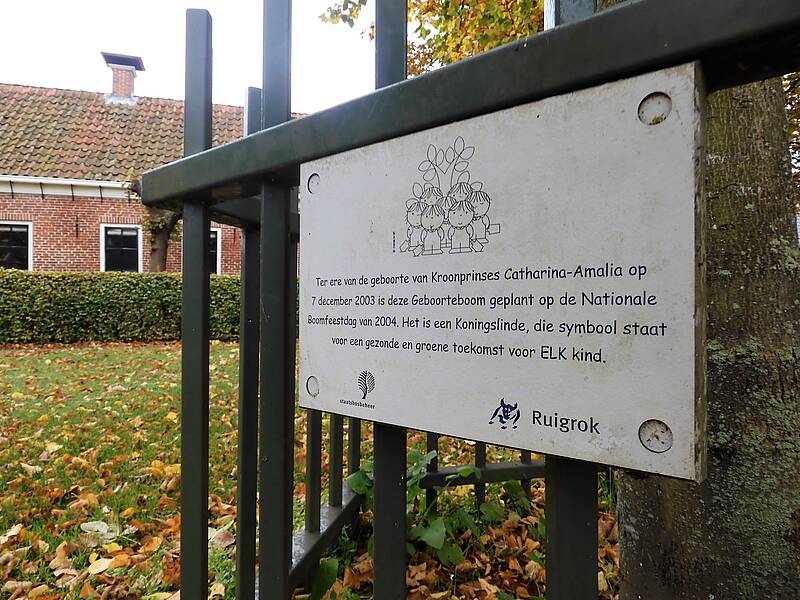 Ter ere van de geboorte van Kroonprinses Catharina-Amalia op
7 december 2003 is deze Geboorteboom geplant op de Nationale
Boomfeestdag van 2004. Het is een Koningslinde, die symbool staat
voor een gezonde en groene toekomst voor ELK kind.
staatsbosbeheer
Ruigrok